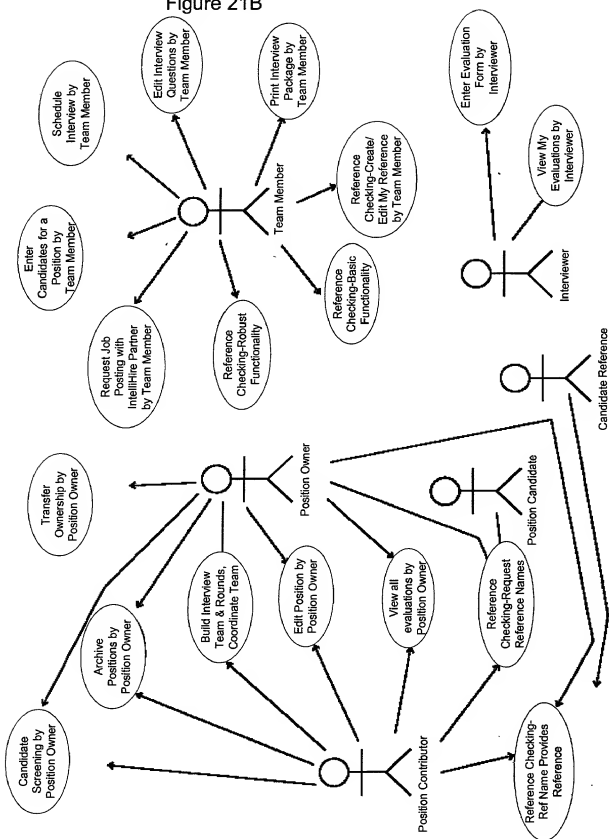 Figure 21B
Candidate
Screening by
Position Owner
Archive
Positions by
Position Owner
Transfer
Ownership by
Position Owner
Build Interview
Team & Rounds,
Coordinate Team
Edit Position by
Position Owner
View all
evaluations by
Position Owner
Reference
Checking-Request
Reference Names
Reference Checking-
Ref Name Provides
Reference
Position Contributor
Position Owner
Position Candidate
Candidate Reference
Request Job
Posting with
IntelliHire Partner
by Team Member
Enter
Candidates for a
Position by
Team Member
Schedule
Interview by
Team Member
Edit Interview
Questions by
Team Member
Print Interview
Package by
Team Member
Reference
Checking-Create/
Edit My Reference
by Team Member
Reference
Checking-Basic
Functionality
Reference
Checking-Robust
Functionality
Team Member
Enter Evaluation
Form by
Interviewer
View My
Evaluations by
Interviewer
Interviewer